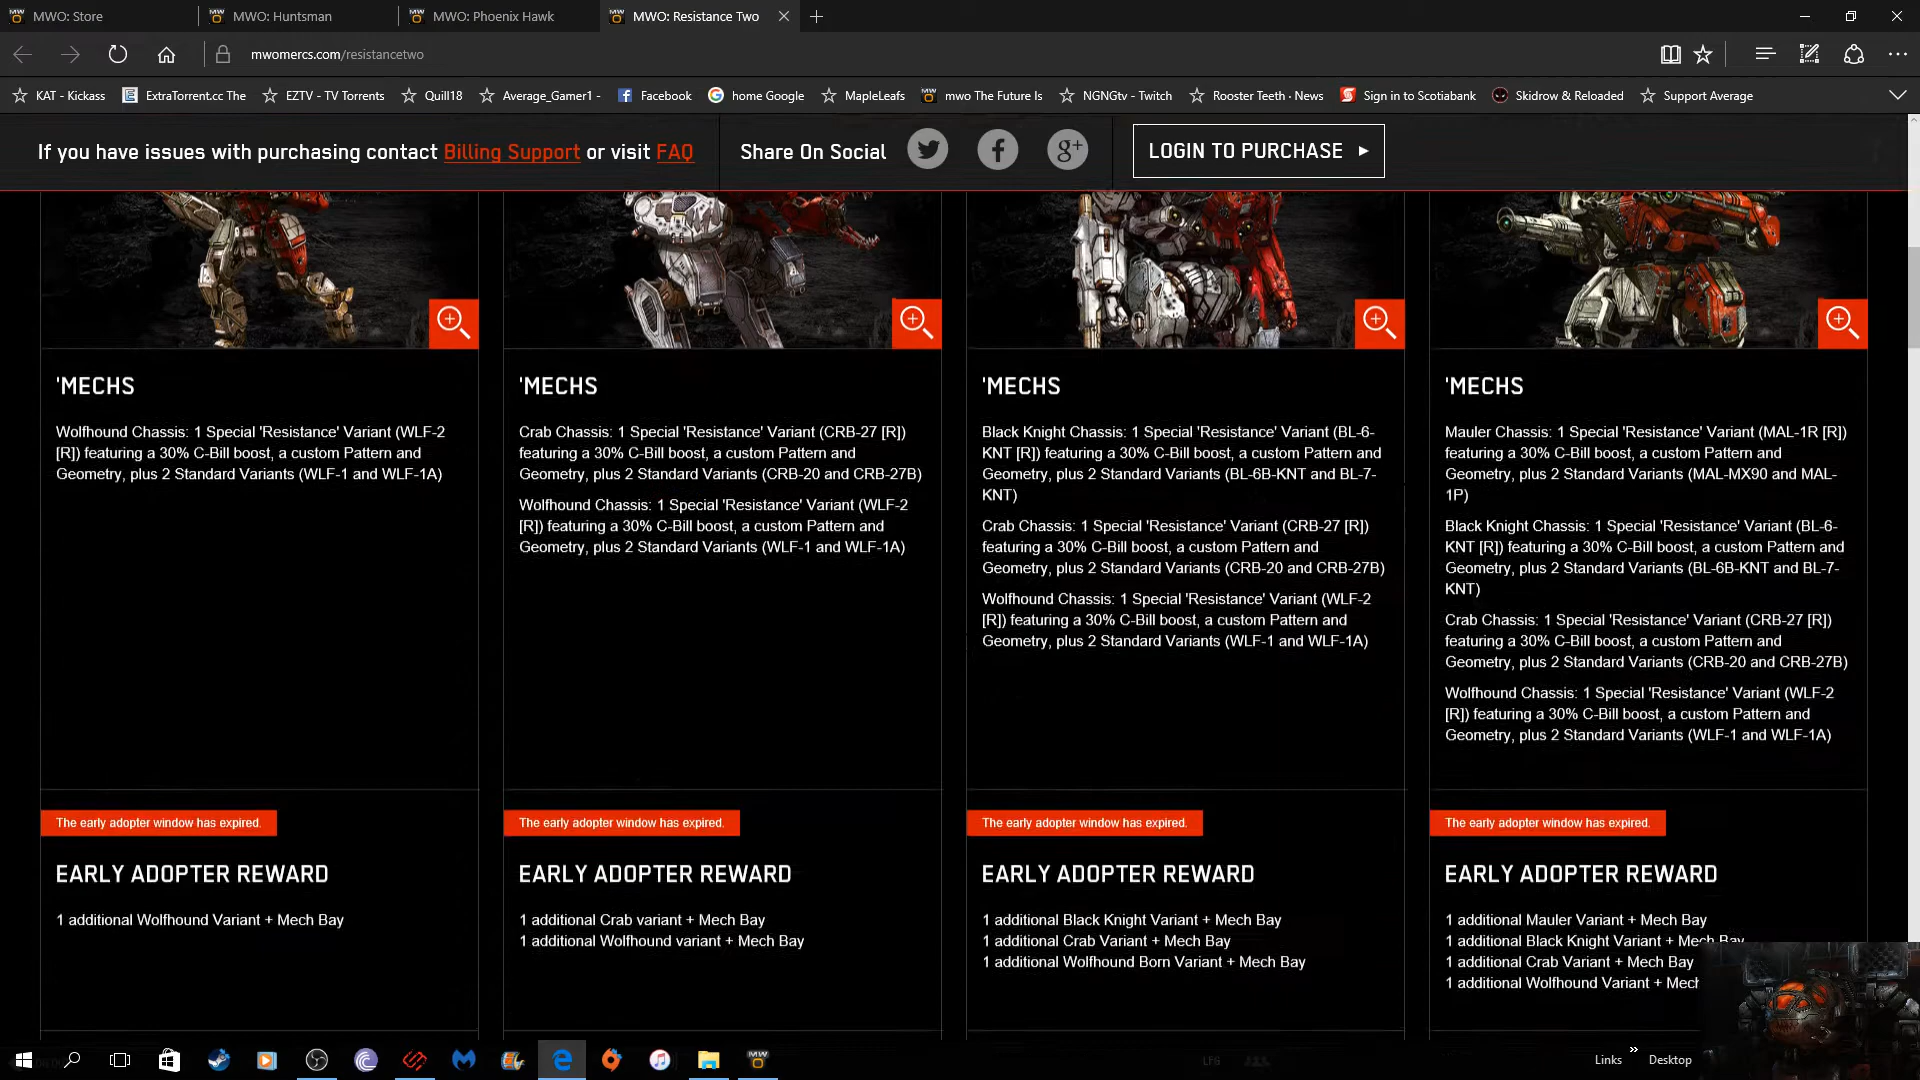 MWO: Store
MWO: Huntsman
MWO: Phoenix Hawk
MWO: Resistance Two
mwomercs.com/resistancetwo
KAT - Kickass
ExtraTorrent.cc The
EZTV - TV Torrents
Quill18
Average_Gamer1 -
Facebook
home Google
MapleLeafs
mwo The Future Is
NGNGtv - Twitch
Rooster Teeth · News
Sign in to Scotiabank
Skidrow & Reloaded
Support Average
If you have issues with purchasing contact Billing Support or visit FAQ
Share On Social
LOGIN TO PURCHASE
'MECHS
Wolfhound Chassis: 1 Special 'Resistance' Variant (WLF-2
[R]) featuring a 30% C-Bill boost, a custom Pattern and
Geometry, plus 2 Standard Variants (WLF-1 and WLF-1A)
The early adopter window has expired.
EARLY ADOPTER REWARD
1 additional Wolfhound Variant + Mech Bay
'MECHS
Crab Chassis: 1 Special 'Resistance' Variant (CRB-27 [R])
featuring a 30% C-Bill boost, a custom Pattern and
Geometry, plus 2 Standard Variants (CRB-20 and CRB-27B)
Wolfhound Chassis: 1 Special 'Resistance' Variant (WLF-2
[R]) featuring a 30% C-Bill boost, a custom Pattern and
Geometry, plus 2 Standard Variants (WLF-1 and WLF-1A)
The early adopter window has expired.
EARLY ADOPTER REWARD
1 additional Crab variant + Mech Bay
1 additional Wolfhound variant + Mech Bay
'MECHS
Black Knight Chassis: 1 Special 'Resistance' Variant (BL-6-
KNT [R]) featuring a 30% C-Bill boost, a custom Pattern and
Geometry, plus 2 Standard Variants (BL-6B-KNT and BL-7-
KNT)
Crab Chassis: 1 Special 'Resistance' Variant (CRB-27 [R])
featuring a 30% C-Bill boost, a custom Pattern and
Geometry, plus 2 Standard Variants (CRB-20 and CRB-27B)
Wolfhound Chassis: 1 Special 'Resistance' Variant (WLF-2
[R]) featuring a 30% C-Bill boost, a custom Pattern and
Geometry, plus 2 Standard Variants (WLF-1 and WLF-1A)
The early adopter window has expired.
EARLY ADOPTER REWARD
1 additional Black Knight Variant + Mech Bay
1 additional Crab Variant + Mech Bay
1 additional Wolfhound Born Variant + Mech Bay
'MECHS
Mauler Chassis: 1 Special 'Resistance' Variant (MAL-1R [R])
featuring a 30% C-Bill boost, a custom Pattern and
Geometry, plus 2 Standard Variants (MAL-MX90 and MAL-
1P)
Black Knight Chassis: 1 Special 'Resistance' Variant (BL-6-
KNT [R]) featuring a 30% C-Bill boost, a custom Pattern and
Geometry, plus 2 Standard Variants (BL-6B-KNT and BL-7-
KNT)
Crab Chassis: 1 Special 'Resistance' Variant (CRB-27 [R])
featuring a 30% C-Bill boost, a custom Pattern and
Geometry, plus 2 Standard Variants (CRB-20 and CRB-27B)
Wolfhound Chassis: 1 Special 'Resistance' Variant (WLF-2
[R]) featuring a 30% C-Bill boost, a custom Pattern and
Geometry, plus 2 Standard Variants (WLF-1 and WLF-1A)
The early adopter window has expired.
EARLY ADOPTER REWARD
1 additional Mauler Variant + Mech Bay
1 additional Black Knight Variant + Mech Bay
1 additional Crab Variant + Mech Bay
1 additional Wolfhound Variant + Mech
LFG
Links
Desktop